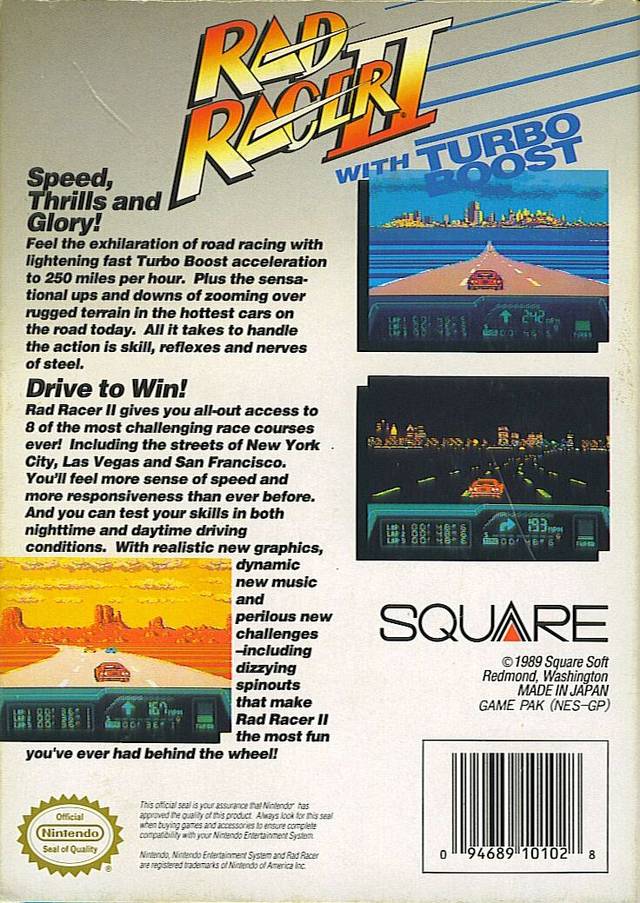 RAD
RACER II
WITH TURBO
BOOST
Speed,
Thrills and
Glory!
Feel the exhilaration of road racing with
lightening fast Turbo Boost acceleration
to 250 miles per hour. Plus the sensa-
tional ups and downs of zooming over
rugged terrain in the hottest cars on
the road today. All it takes to handle
the action is skill, reflexes and nerves
of steel.
Drive to Win!
Rad Racer II gives you all-out access to
8 of the most challenging race courses
ever! Including the streets of New York
City, Las Vegas and San Francisco.
You'll feel more sense of speed and
more responsiveness than ever before.
And you can test your skills in both
nighttime and daytime driving
conditions. With realistic new graphics,
dynamic
new music
and
perilous new
challenges
–including
dizzying
spinouts
that make
Rad Racer II
the most fun
you've ever had behind the wheel!
242 MPH
193 MPH
160 MPH
SQUARE
©1989 Square Soft
Redmond, Washington
MADE IN JAPAN
GAME PAK (NES-GP)
Official
Nintendo
Seal of Quality
®
This official seal is your assurance that Nintendo® has
approved the quality of this product. Always look for this seal
when buying games and accessories to ensure complete
compatibility with your Nintendo Entertainment System.
Nintendo, Nintendo Entertainment System and Rad Racer
are registered trademarks of Nintendo of America Inc.
0 94689 10102 8